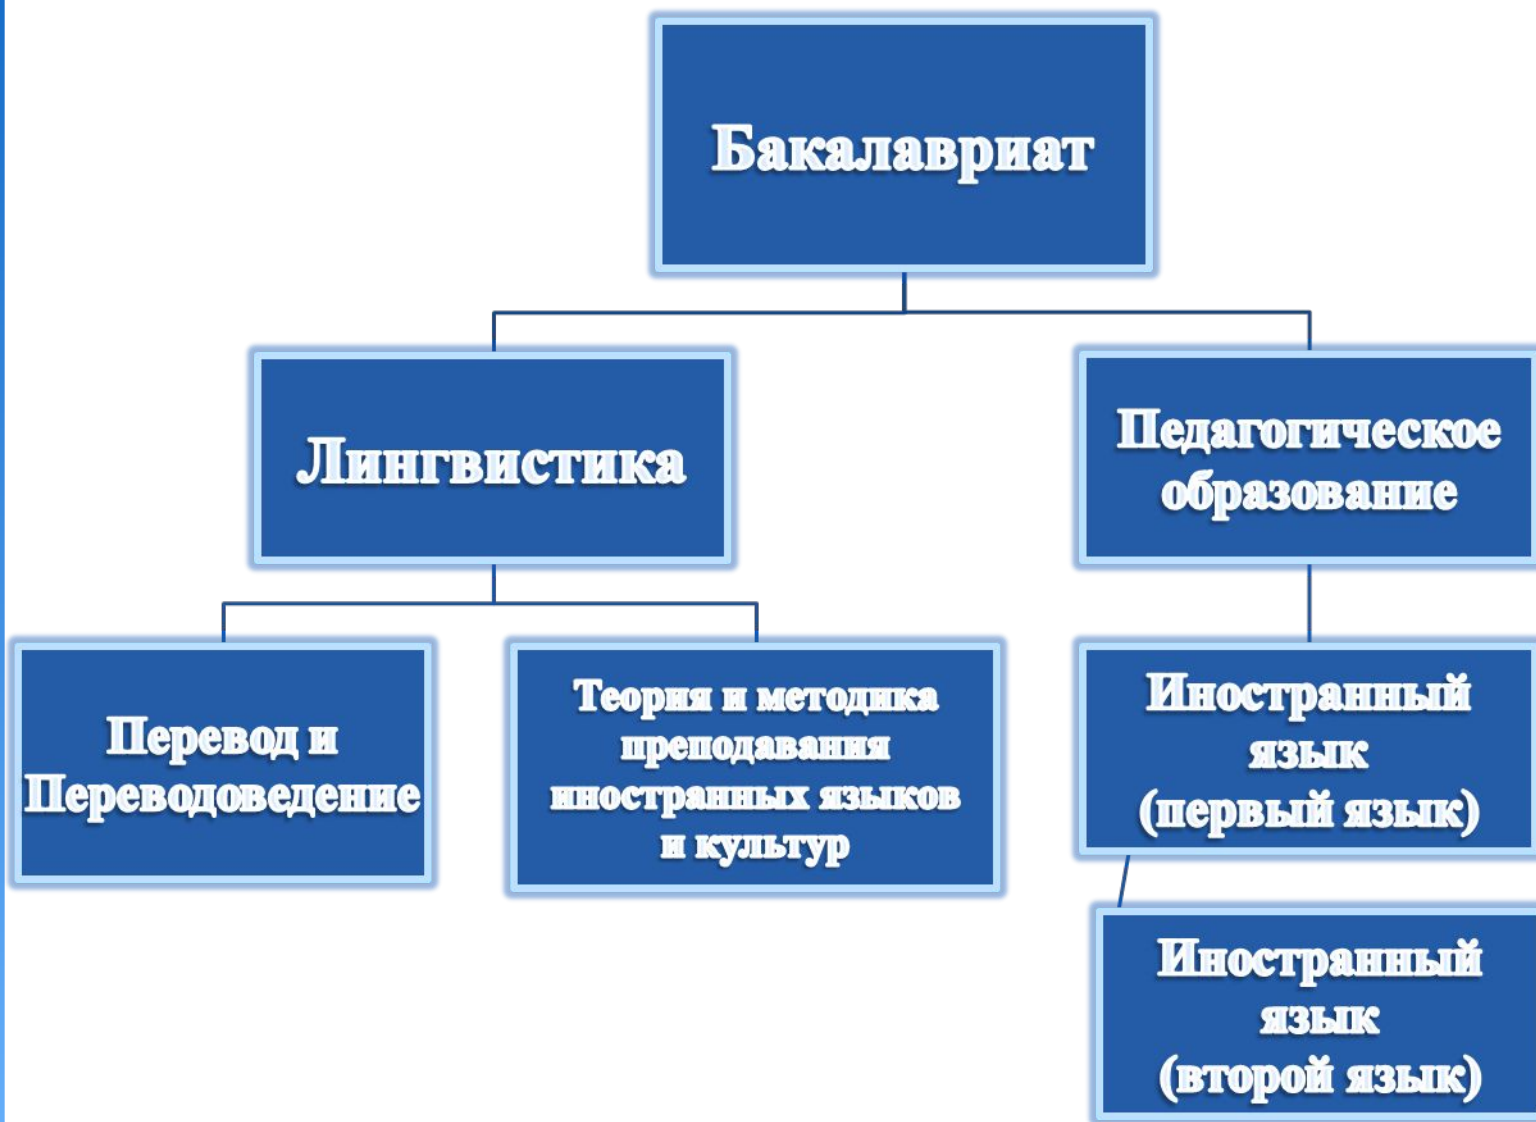 Бакалавриат
Лингвистика
Педагогическое
образование
Перевод и
Переводоведение
Теория и методика
преподавания
иностранных языков
и культур
Иностранный
язык
(первый язык)
Иностранный
язык
(второй язык)